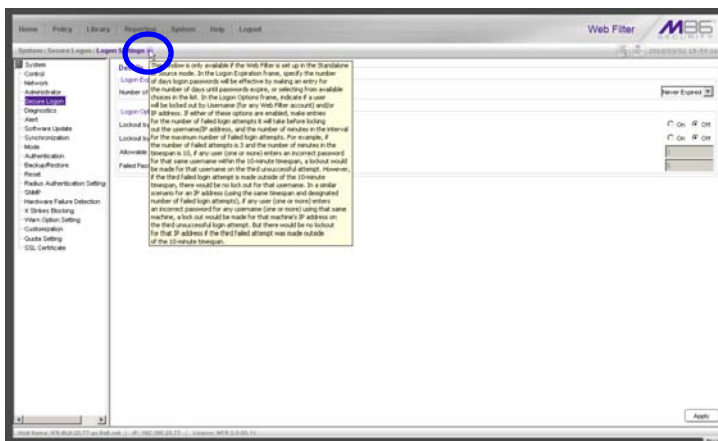 Home Policy Library Reporting System Help Logout
Web Filter
M86 SECURITY
System : Secure Logon : Logon Settings
System
Control
Network
Administrator
Secure Logon
Diagnostics
Alert
Software Update
Synchronization
Mode
Authentication
Backup/Restore
Reset
Radius Authentication Setting
SNMP
Hardware Failure Detection
X Strikes Blocking
Warn Option Setting
Customization
Quota Setting
SSL Certificate
Logon
Number of
Never Expired
Logon
Lockout by
On Off
Lockout by
On Off
Allowable
Failed
window is only available if the Web Filter is set up in the Standalone
Source mode. In the Logon Expiration frame, specify the number
of days logon passwords will be effective by making an entry for
the number of days until passwords expire, or selecting from available
choices in the list. In the Logon Options frame, indicate if a user
will be locked out by Username (for any Web Filter account) and/or
IP address. If either of these options are enabled, make entries
for the number of failed login attempts it will take before locking
out the username/IP address, and the number of minutes in the interval
for the maximum number of failed login attempts. For example, if
the number of failed attempts is 3 and the number of minutes in the
timespan is 10, if any user (one or more) enters an incorrect password
for that same username within the 10-minute timespan, a lockout would
be made for that username on the third unsuccessful attempt. However,
if the third failed login attempt is made outside of the 10-minute
timespan, there would be no lock out for that username. In a similar
scenario for an IP address (using the same timespan and designated
number of failed login attempts), if any user (one or more) enters
an incorrect password for any username (one or more) using that same
machine, a lock out would be made for that machine's IP address on
the third unsuccessful login attempt. But there would be no lockout
for that IP address if the third failed attempt was made outside
of the 10-minute timespan.
Apply